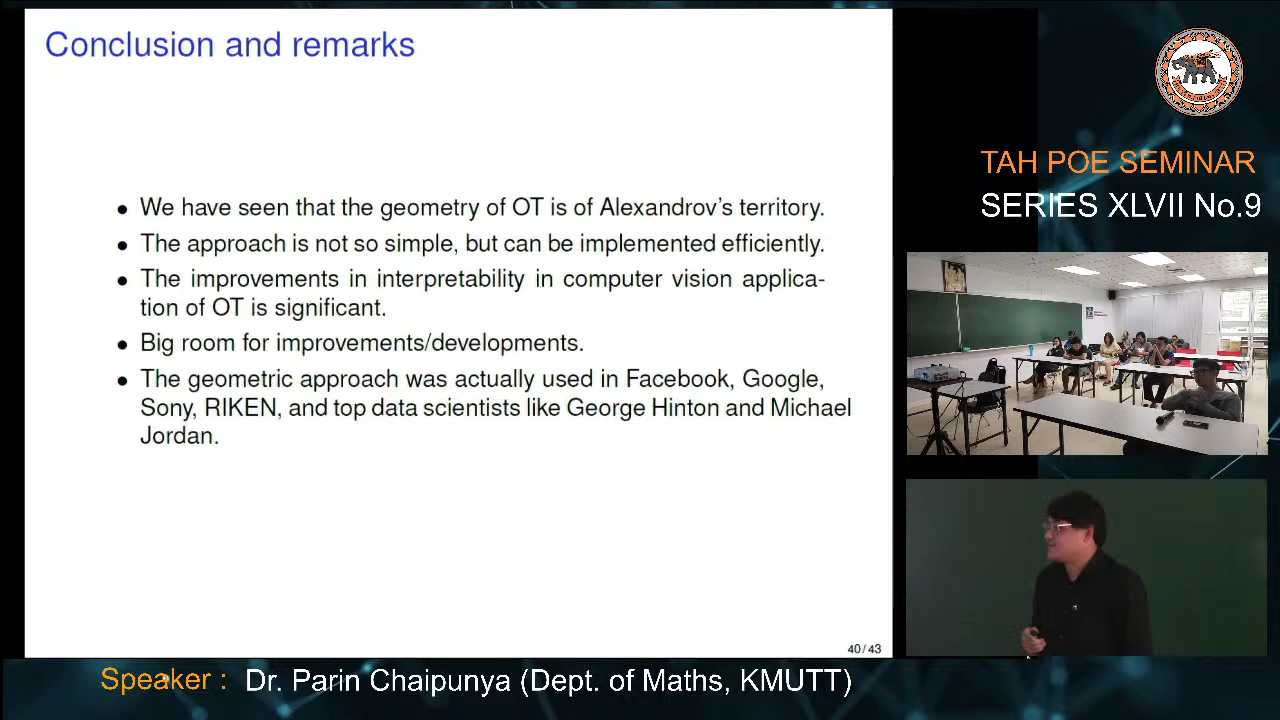 Conclusion and remarks
• We have seen that the geometry of OT is of Alexandrov's territory.
• The approach is not so simple, but can be implemented efficiently.
• The improvements in interpretability in computer vision applica-
tion of OT is significant.
• Big room for improvements/developments.
• The geometric approach was actually used in Facebook, Google,
Sony, RIKEN, and top data scientists like George Hinton and Michael
Jordan.
40/43
TAH POE SEMINAR
SERIES XLVII No.9
Speaker : Dr. Parin Chaipunya (Dept. of Maths, KMUTT)